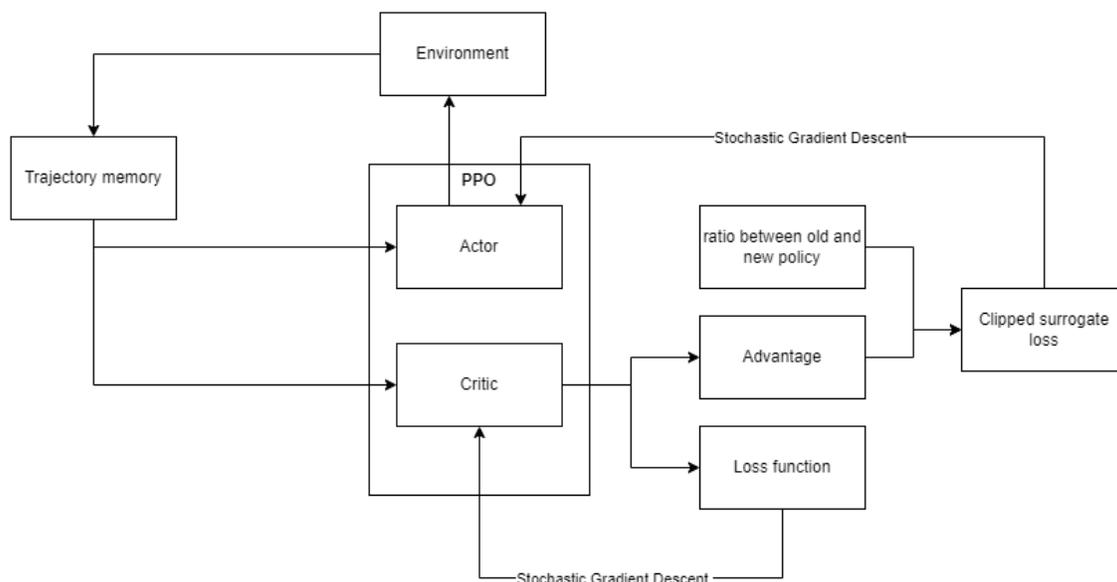 Environment
Stochastic Gradient Descent
Trajectory memory
PPO
Actor
ratio between old and
new policy
Clipped surrogate
loss
Advantage
Critic
Loss function
Stochastic Gradient Descent